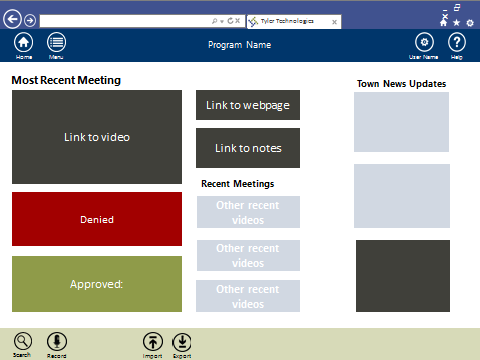 Tyler Technologies
Program Name
Home
Menu
User Name
Help
Most Recent Meeting
Link to video
Denied
Approved:
Link to webpage
Link to notes
Recent Meetings
Other recent
videos
Other recent
videos
Other recent
videos
Town News Updates
Search
Record
Import
Export